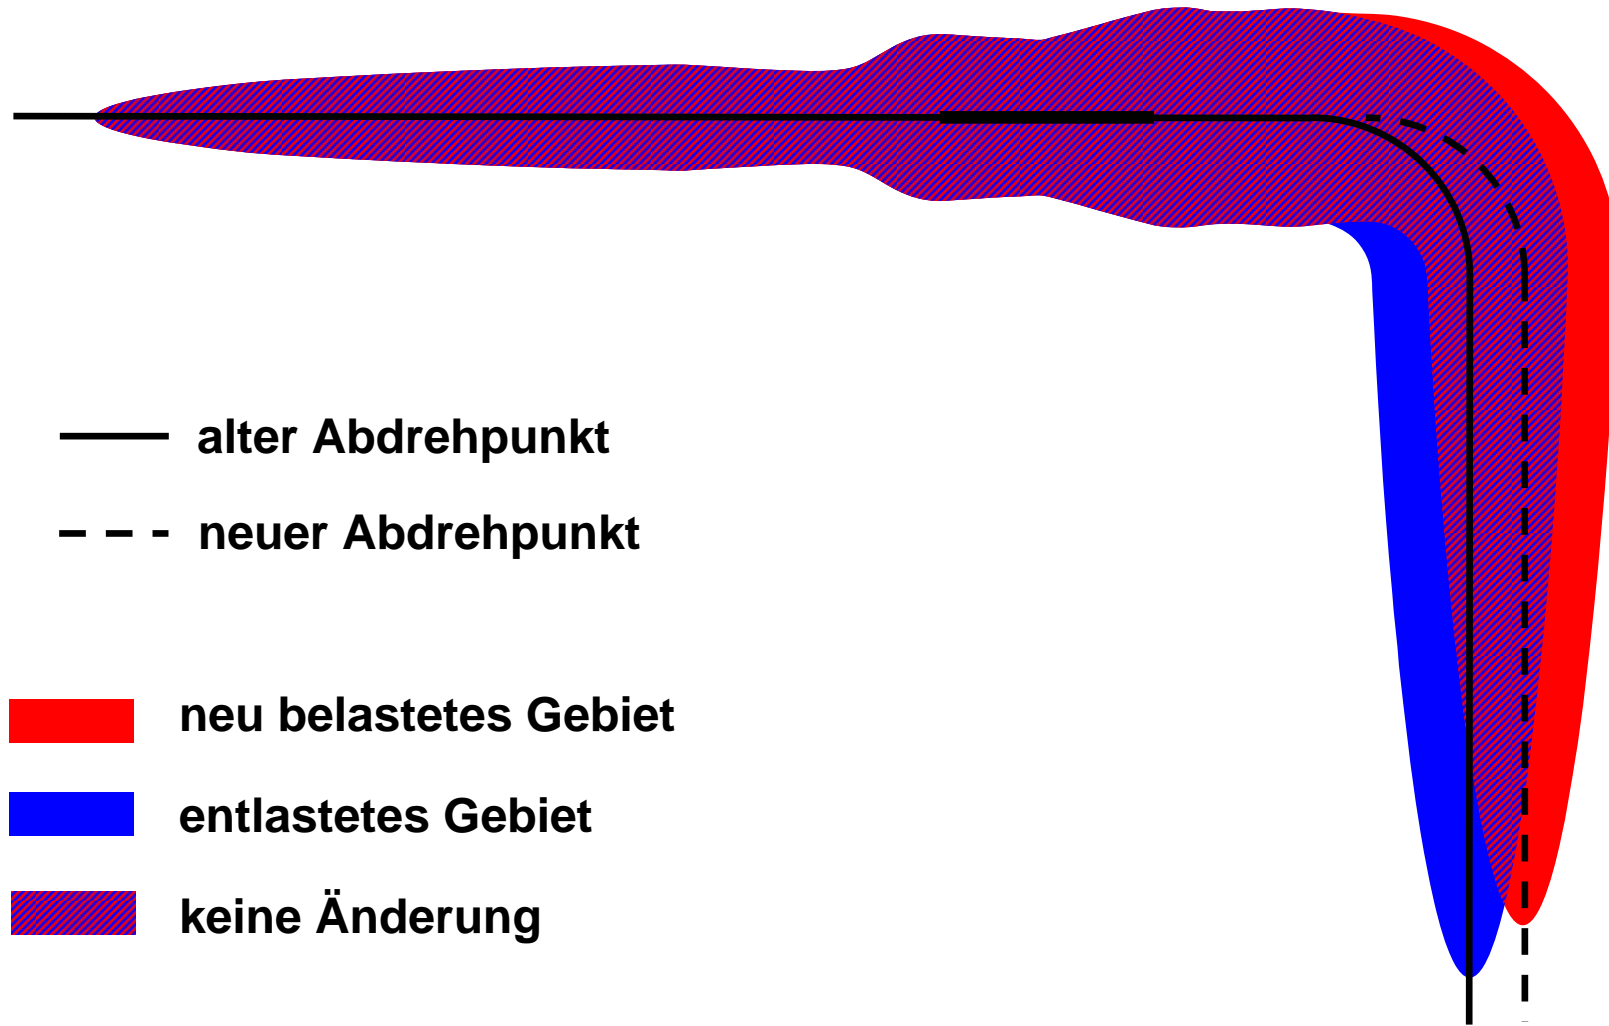 alter Abdrehpunkt
neuer Abdrehpunkt
neu belastetes Gebiet
entlastetes Gebiet
keine Änderung